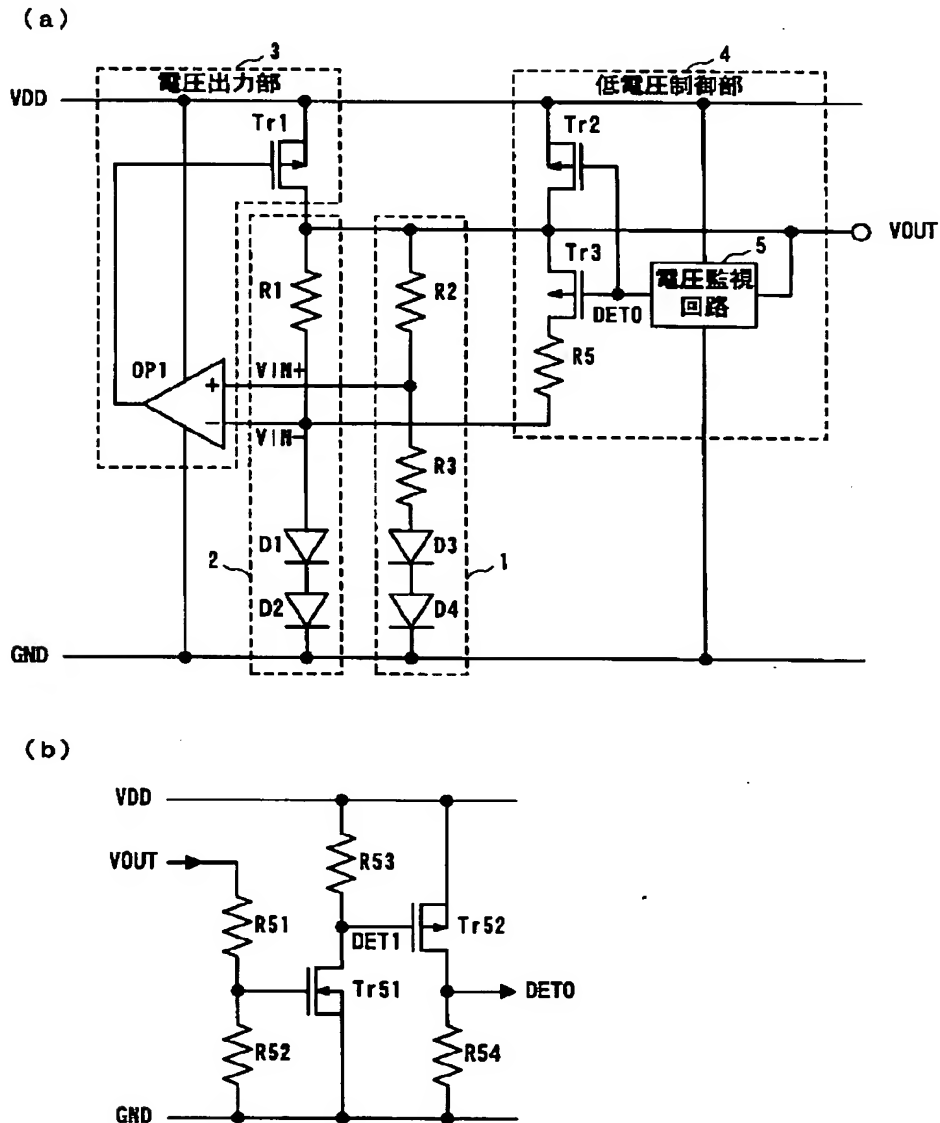 (a)
3
電圧出力部
4
低電圧制御部
VDD
Tr1
Tr2
VOUT
5
電圧監視
回路
Tr3
DET0
R1
R2
R5
OP1
VIN+
+
-
VIN-
R3
D1
D3
2
1
D2
D4
GND
(b)
VDD
VOUT
R53
R51
DET1
Tr52
Tr51
DET0
R52
R54
GND